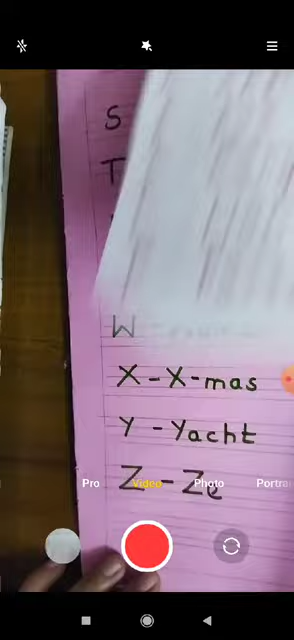 S
T
W
X - X-mas
Y - Yacht
Z - Ze
Pro Video Photo Portra